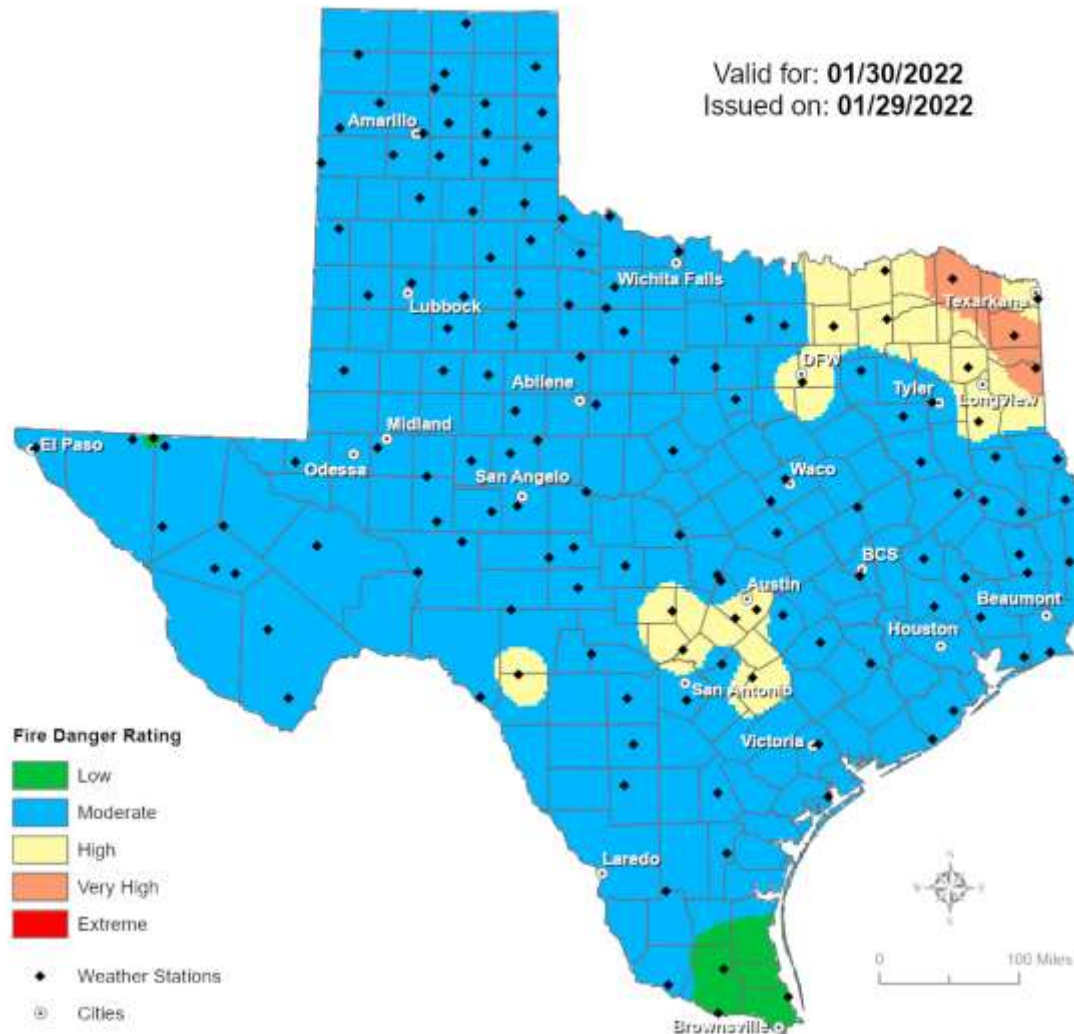 Valid for: 01/30/2022
Issued on: 01/29/2022
Amarillo
Wichita Falls
Lubbock
Texarkana
DFW
Abilene
Tyler
Longview
Midland
El Paso
Odessa
San Angelo
Waco
BCS
Austin
Beaumont
Houston
San Antonio
Victoria
Fire Danger Rating
Low
Moderate
High
Very High
Extreme
Weather Stations
Cities
Laredo
Brownsville
0 100 Miles